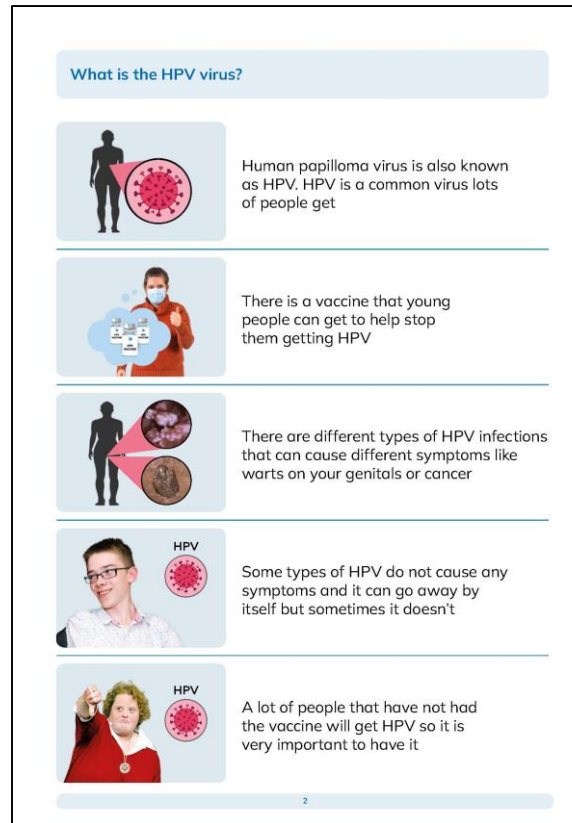 What is the HPV virus?
Human papilloma virus is also known
as HPV. HPV is a common virus lots
of people get
There is a vaccine that young
people can get to help stop
them getting HPV
There are different types of HPV infections
that can cause different symptoms like
warts on your genitals or cancer
HPV
Some types of HPV do not cause any
symptoms and it can go away by
itself but sometimes it doesn't
HPV
A lot of people that have not had
the vaccine will get HPV so it is
very important to have it
2